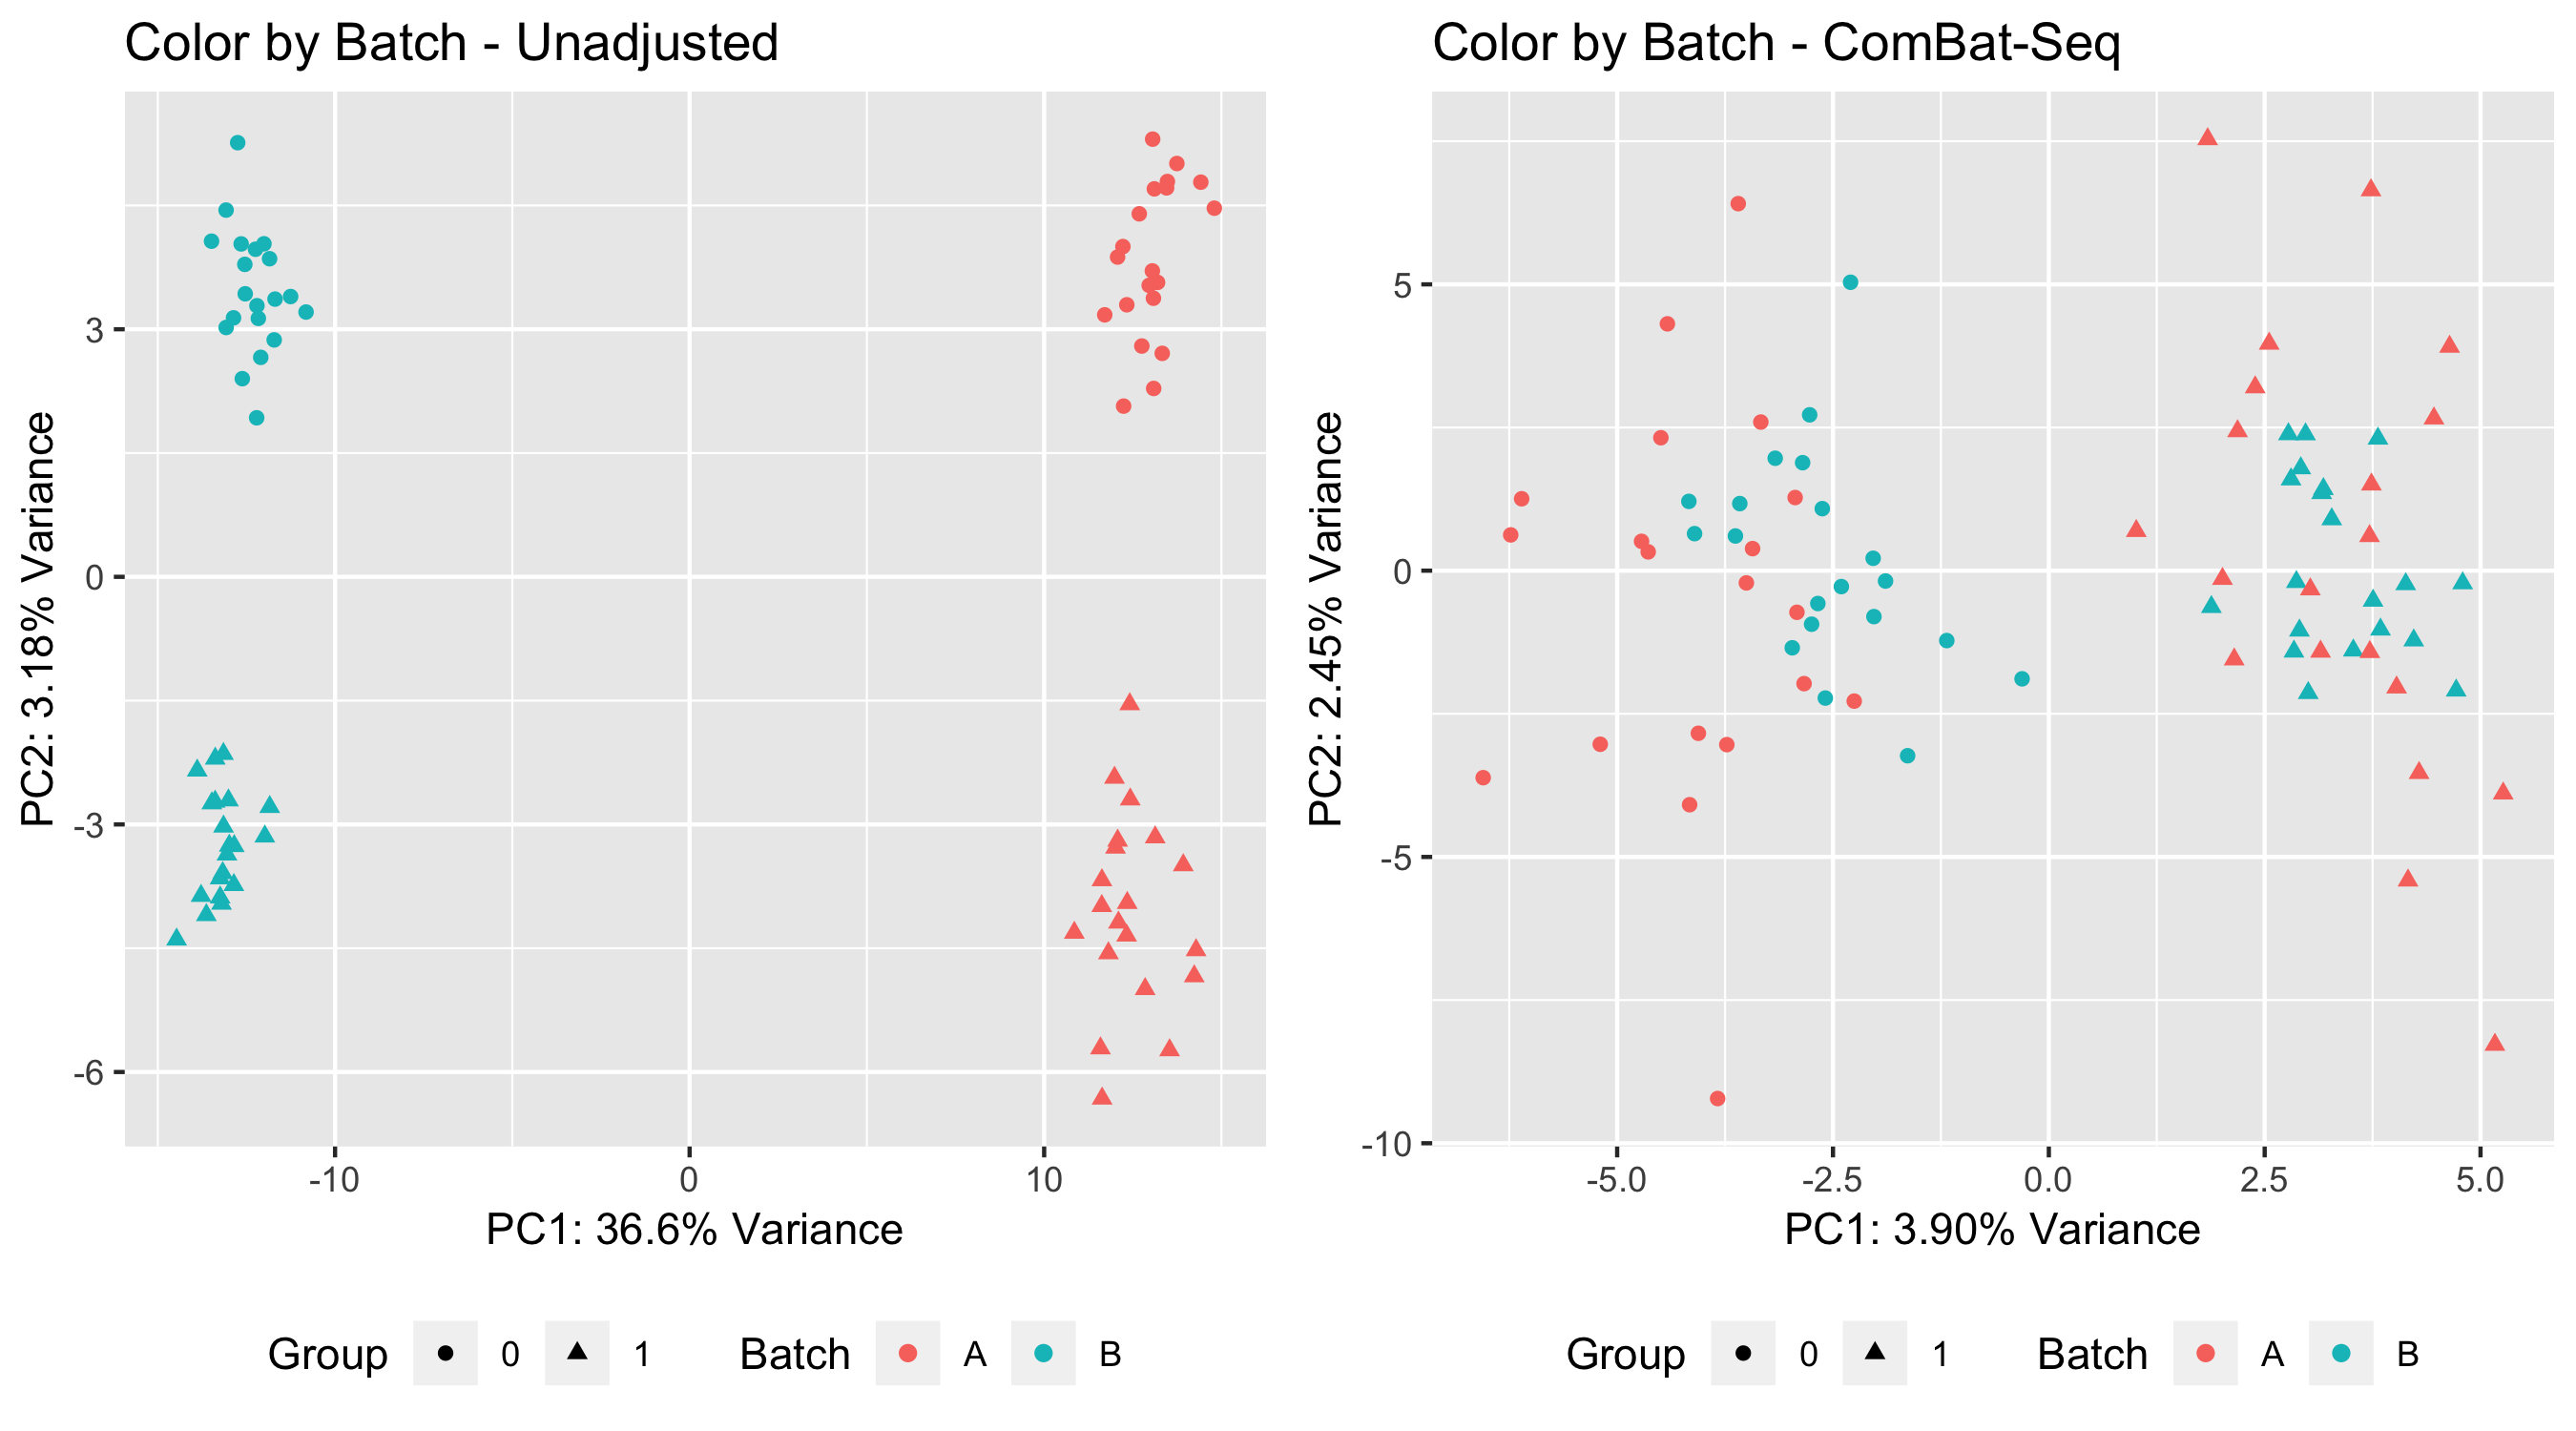 Color by Batch - Unadjusted
PC2: 3.18% Variance
3
0
-3
-6
-10 0 10
PC1: 36.6% Variance
Group 0 1 Batch A B
Color by Batch - ComBat-Seq
PC2: 2.45% Variance
5
0
-5
-10
-5.0 -2.5 0.0 2.5 5.0
PC1: 3.90% Variance
Group 0 1 Batch A B